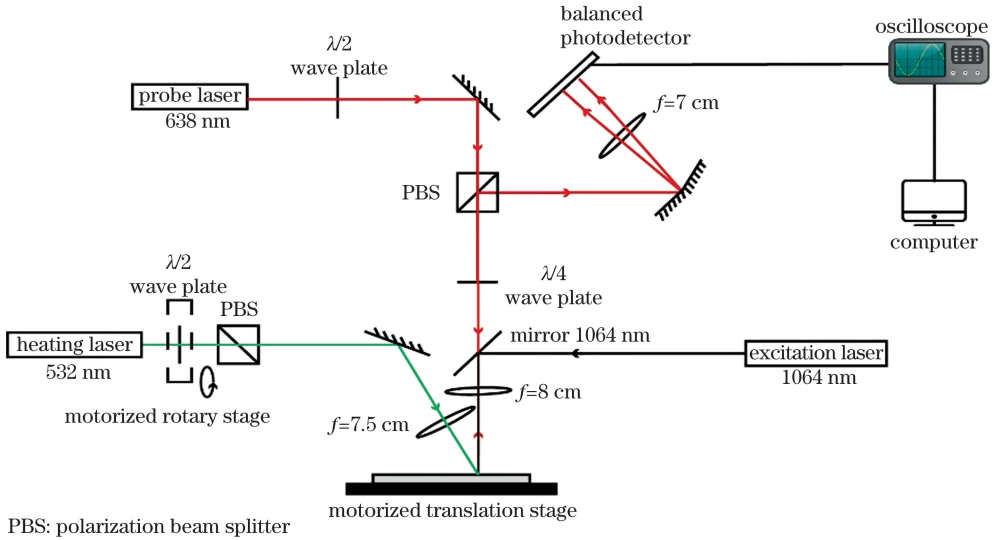 balanced
photodetector
oscilloscope
λ/2
wave plate
probe laser
638 nm
f=7 cm
PBS
computer
λ/4
wave plate
λ/2
wave plate
PBS
mirror 1064 nm
heating laser
532 nm
excitation laser
1064 nm
f=8 cm
motorized rotary stage
f=7.5 cm
motorized translation stage
PBS: polarization beam splitter